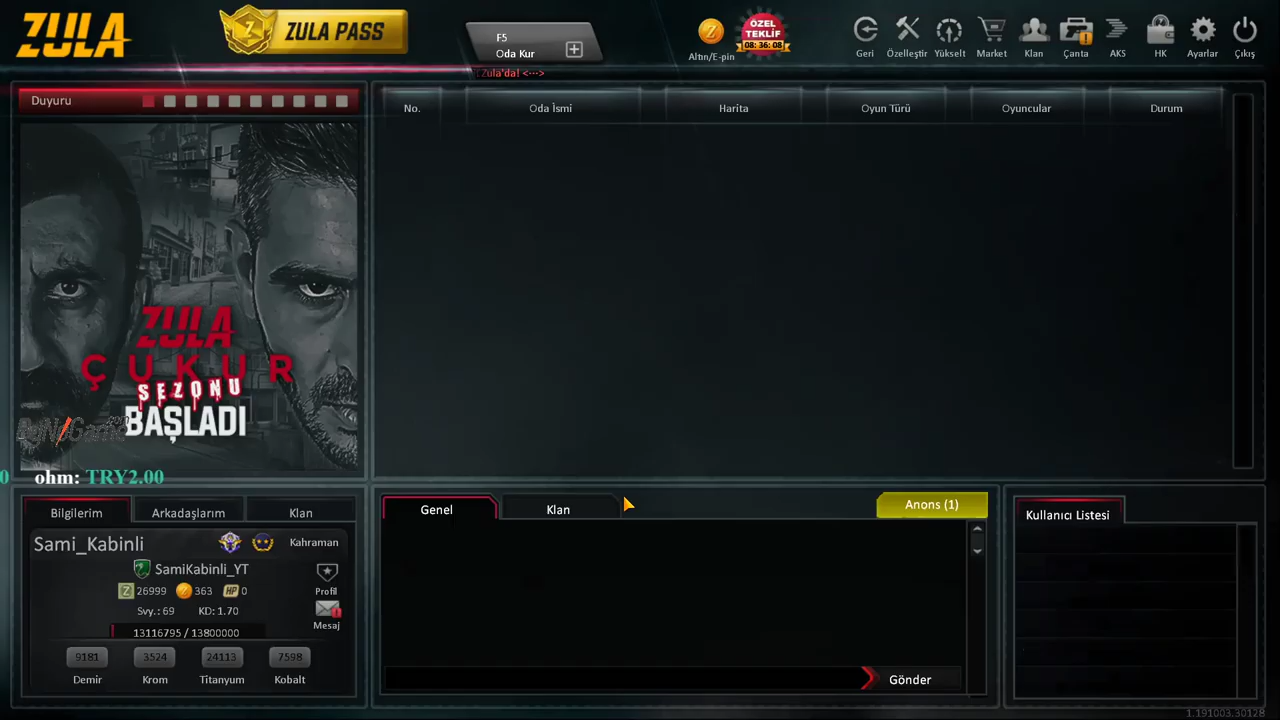 ZULA
ZULA PASS
F5
Oda Kur
Altın/E-pin
ÖZEL
TEKLİF
08:36:08
Geri
Özelleştir
Yükselt
Market
Klan
Çanta
AKS
HK
Ayarlar
Çıkış
Zula'da! <--->
Duyuru
No.
Oda İsmi
Harita
Oyun Türü
Oyuncular
Durum
ZULA
ÇUKUR
SEZONU
BAŞLADI
0 ohm: TRY2.00
Bilgilerim
Arkadaşlarım
Klan
Genel
Klan
Anons (1)
Kullanıcı Listesi
Sami_Kabinli
Kahraman
SamiKabinli_YT
26999
363
HP 0
Profil
Svy.: 69
KD: 1.70
Mesaj
13116795 / 13800000
9181
3524
24113
7598
Demir
Krom
Titanyum
Kobalt
Gönder
1.191003.30128